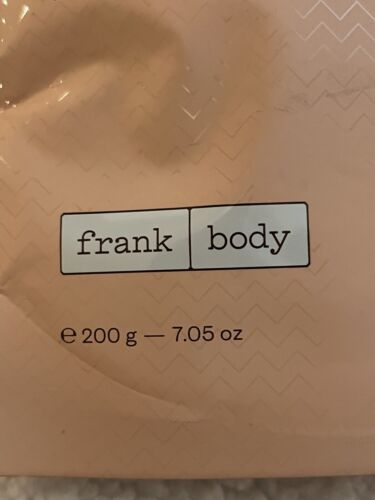 frank body
℮ 200 g — 7.05 oz